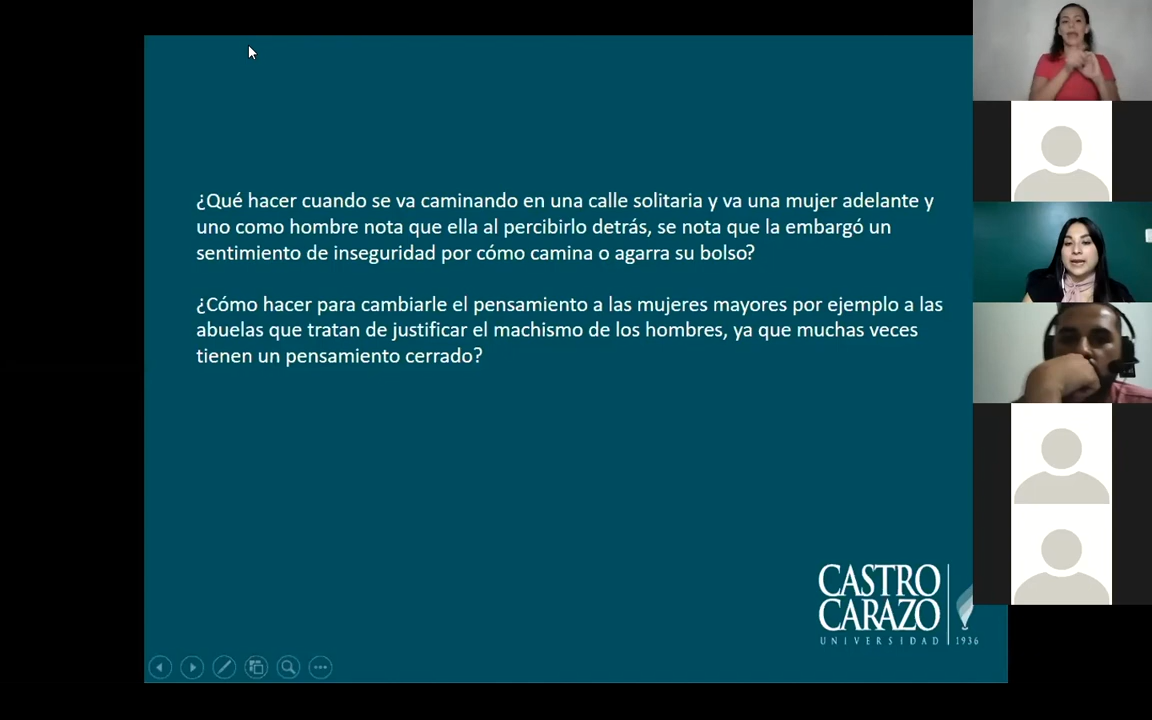 ¿Qué hacer cuando se va caminando en una calle solitaria y va una mujer adelante y
uno como hombre nota que ella al percibirlo detrás, se nota que la embargó un
sentimiento de inseguridad por cómo camina o agarra su bolso?
¿Cómo hacer para cambiarle el pensamiento a las mujeres mayores por ejemplo a las
abuelas que tratan de justificar el machismo de los hombres, ya que muchas veces
tienen un pensamiento cerrado?
CASTRO
CARAZO
UNIVERSIDAD 1936